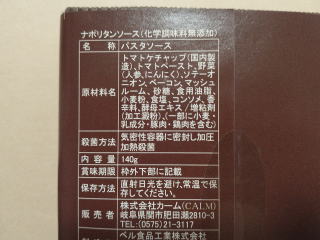 ナポリタンソース(化学調味料無添加)
名 称 パスタソース
原材料名 トマトケチャップ(国内製
造)、トマトペースト、野菜
(人参、にんにく)、ソテーオ
ニオン、ベーコン、マッシュ
ルーム、砂糖、食用油脂、
小麦粉、食塩、コンソメ、香
辛料、酵母エキス/増粘剤
(加工澱粉)、(一部に小麦・
乳成分・豚肉・鶏肉を含む)
殺菌方法 気密性容器に密封し加圧
加熱殺菌
内 容 量 140g
賞味期限 枠外下部に記載
保存方法 直射日光を避け、常温で保
存してください。
販 売 者 株式会社カーム(CALM)
岐阜県関市肥田瀬2810-3
TEL:(0575)21-3117
ベル食品工業株式会社